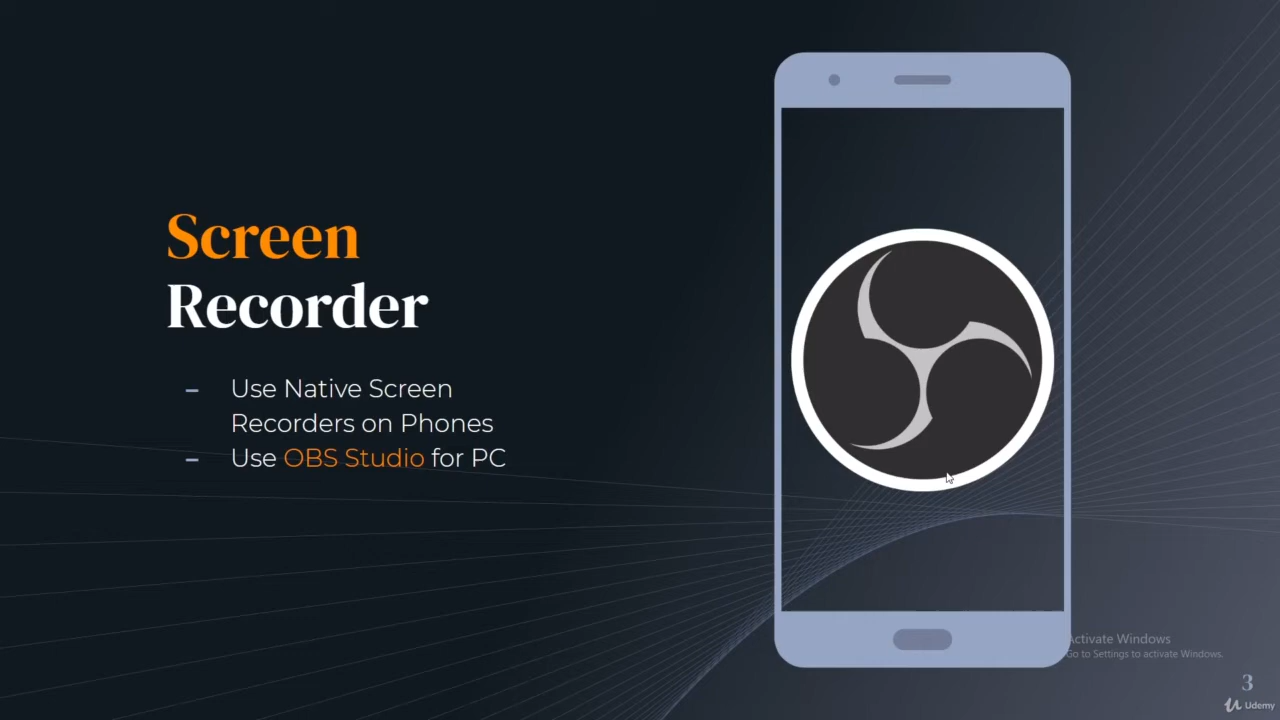 Screen
Recorder
– Use Native Screen
Recorders on Phones
– Use OBS Studio for PC
Activate Windows
Go to Settings to activate Windows.
3
Udemy